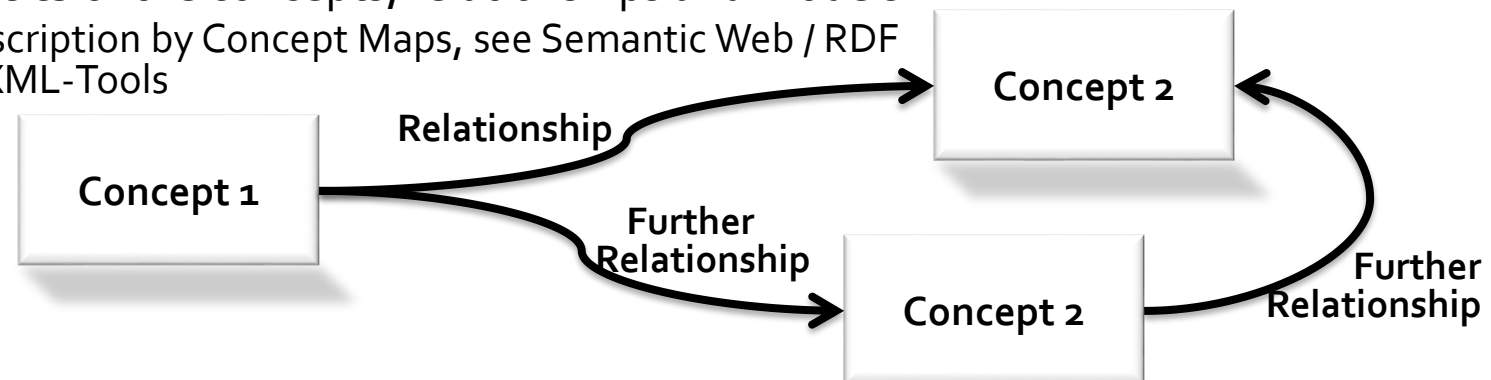 scription by Concept Maps, see Semantic Web / RDF
XML-Tools
Concept 2
Relationship
Concept 1
Further
Relationship
Concept 2
Further
Relationship